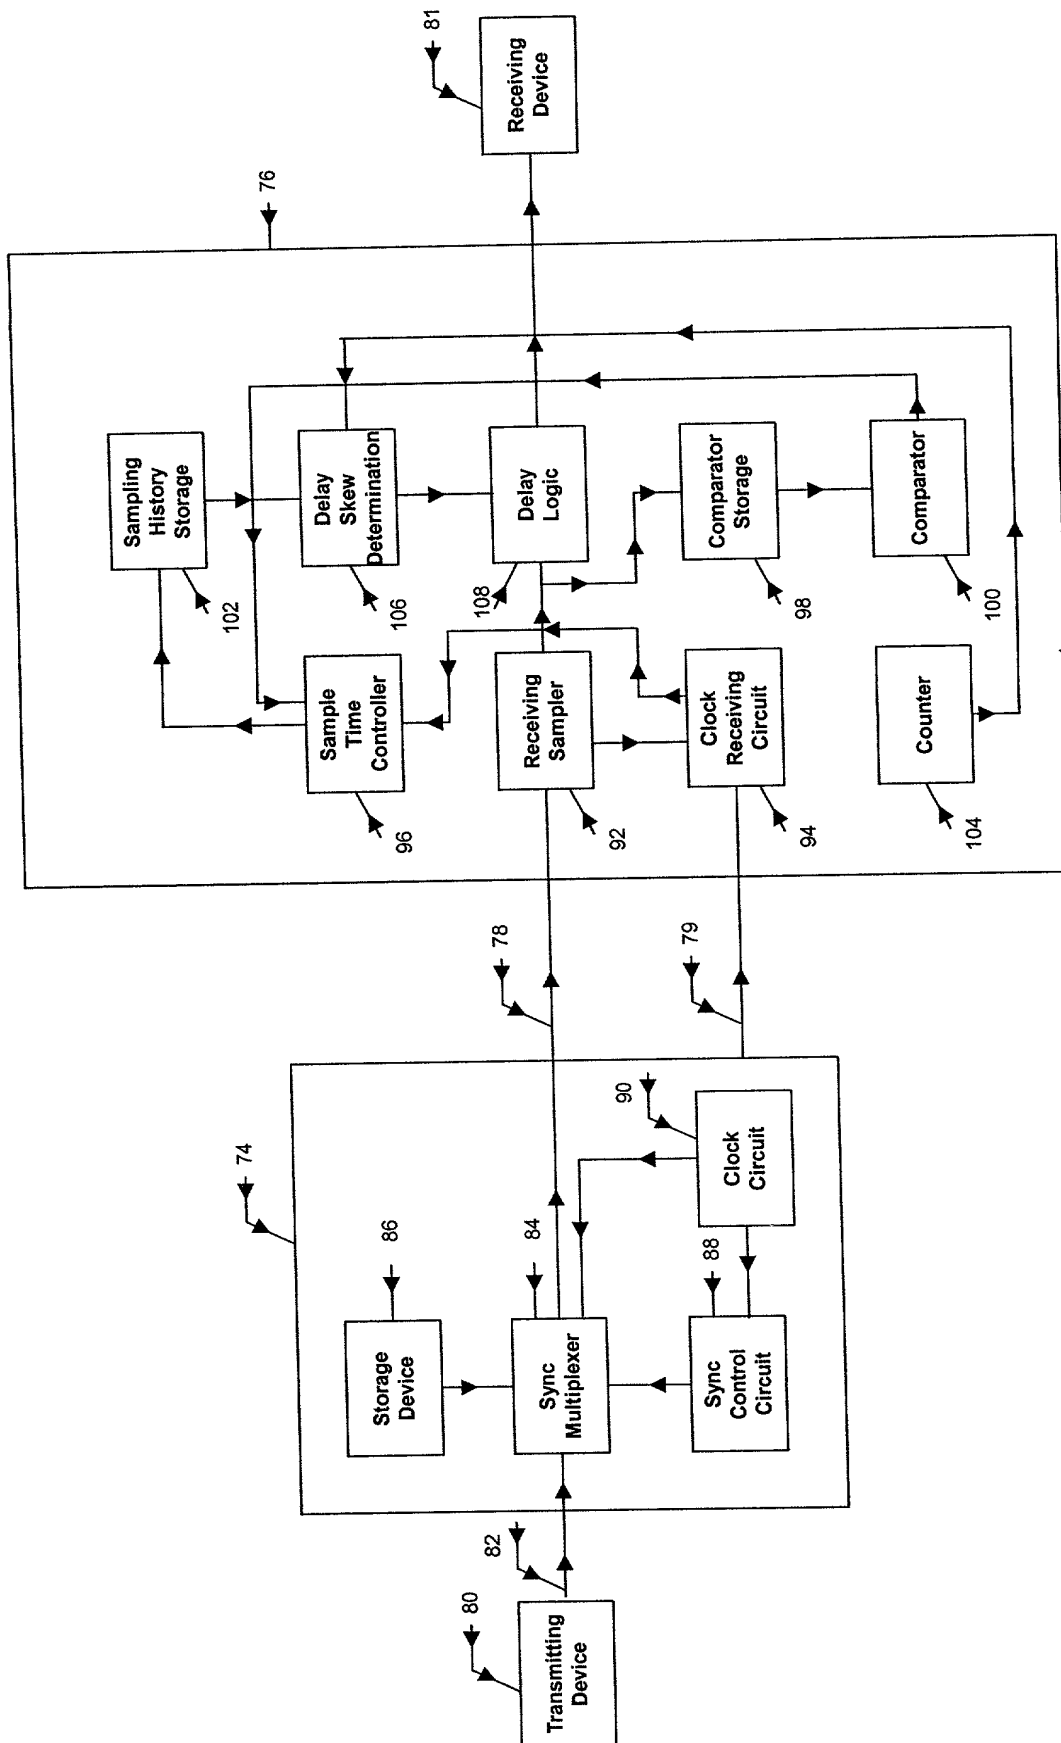 80
Transmitting
Device
82
74
86
Storage
Device
84
Sync
Multiplexer
88
Sync
Control
Circuit
90
Clock
Circuit
78
79
76
96
Sample
Time
Controller
92
Receiving
Sampler
94
Clock
Receiving
Circuit
104
Counter
102
Sampling
History
Storage
106
Delay
Skew
Determination
108
Delay
Logic
98
Comparator
Storage
100
Comparator
81
Receiving
Device